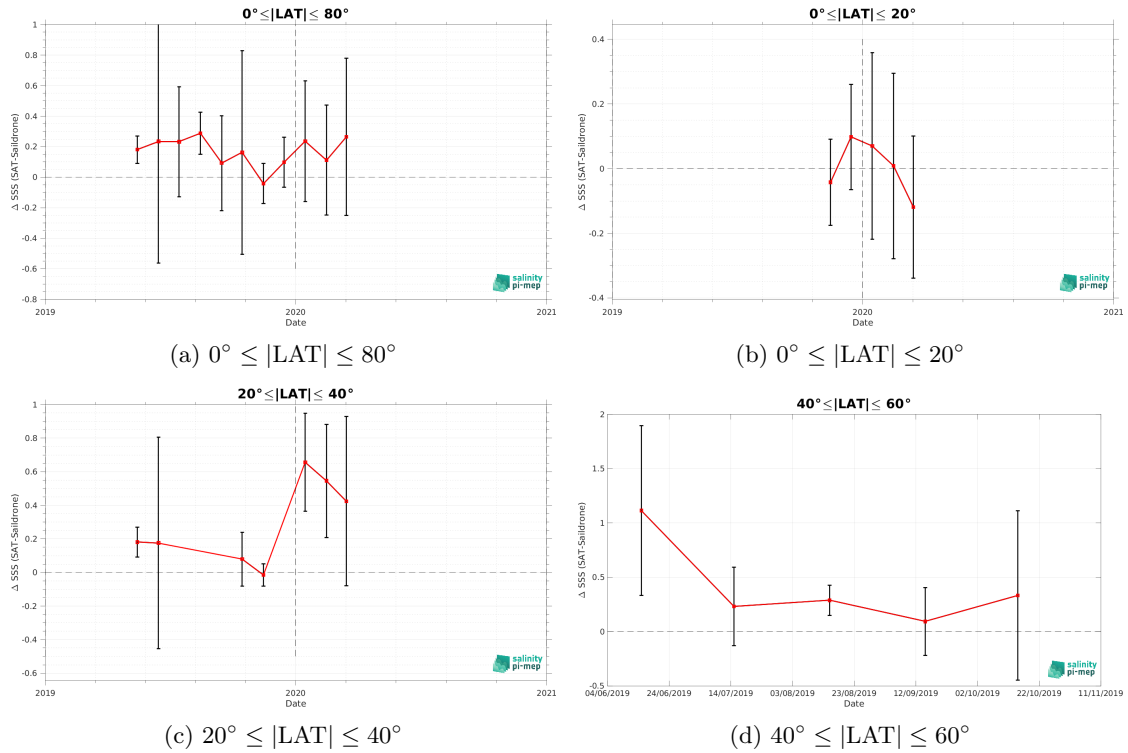 0°≤|LAT|≤ 80°
1
0.8
0.6
0.4
0.2
0
-0.2
-0.4
-0.6
-0.8
Δ SSS (SAT-Saildrone)
2019
2020
2021
Date
salinity
pi-mep
(a) 0° ≤ |LAT| ≤ 80°
0°≤|LAT|≤ 20°
0.4
0.2
0
-0.2
-0.4
Δ SSS (SAT-Saildrone)
2019
2020
2021
Date
salinity
pi-mep
(b) 0° ≤ |LAT| ≤ 20°
20°≤|LAT|≤ 40°
1
0.8
0.6
0.4
0.2
0
-0.2
-0.4
-0.6
Δ SSS (SAT-Saildrone)
2019
2020
2021
Date
salinity
pi-mep
(c) 20° ≤ |LAT| ≤ 40°
40°≤|LAT|≤ 60°
2
1.5
1
0.5
0
-0.5
Δ SSS (SAT-Saildrone)
04/06/2019
24/06/2019
14/07/2019
03/08/2019
23/08/2019
12/09/2019
02/10/2019
22/10/2019
11/11/2019
Date
salinity
pi-mep
(d) 40° ≤ |LAT| ≤ 60°